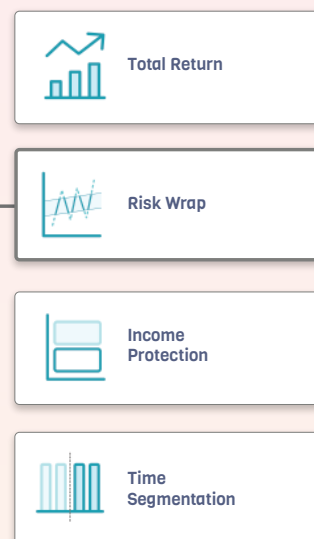 Total Return
Risk Wrap
Income
Protection
Time
Segmentation